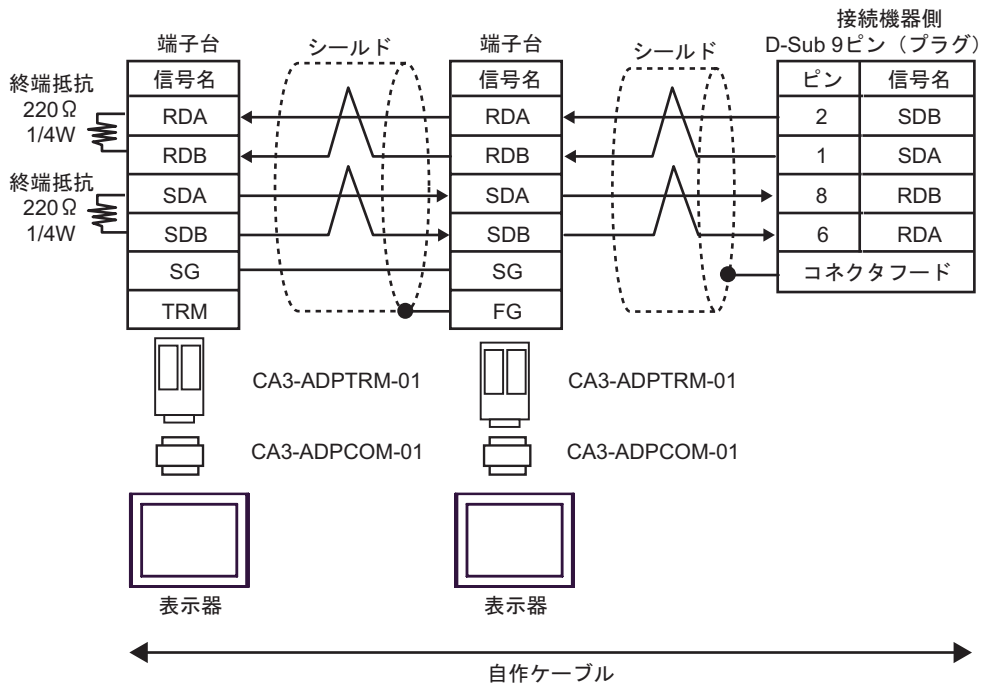 接続機器側
D-Sub 9ピン（プラグ）
端子台
シールド
端子台
シールド
終端抵抗
220Ω
1/4W
終端抵抗
220Ω
1/4W
信号名
RDA
RDB
SDA
SDB
SG
TRM
信号名
RDA
RDB
SDA
SDB
SG
FG
ピン 信号名
2 SDB
1 SDA
8 RDB
6 RDA
コネクタフード
CA3-ADPTRM-01
CA3-ADPTRM-01
CA3-ADPCOM-01
CA3-ADPCOM-01
表示器
表示器
自作ケーブル